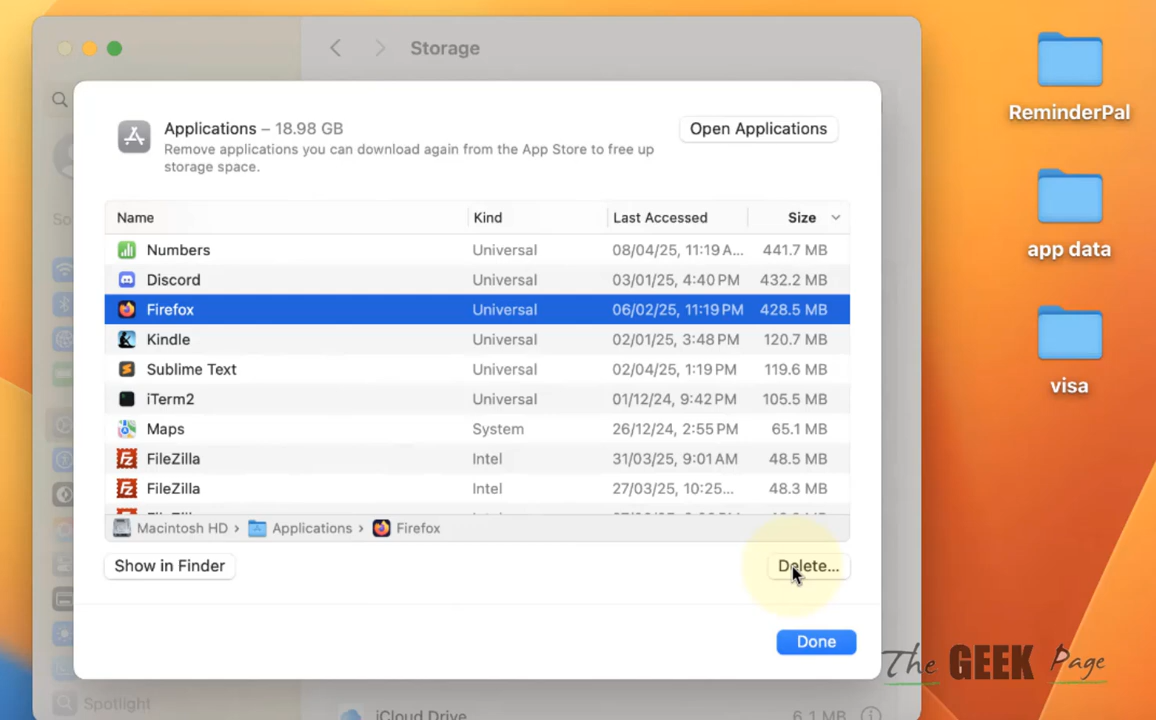 Storage
Applications – 18.98 GB
Remove applications you can download again from the App Store to free up
storage space.
Open Applications
Name Kind Last Accessed Size
Numbers Universal 08/04/25, 11:19 A... 441.7 MB
Discord Universal 03/01/25, 4:40 PM 432.2 MB
Firefox Universal 06/02/25, 11:19 PM 428.5 MB
Kindle Universal 02/01/25, 3:48 PM 120.7 MB
Sublime Text Universal 02/04/25, 1:19 PM 119.6 MB
iTerm2 Universal 01/12/24, 9:42 PM 105.5 MB
Maps System 26/12/24, 2:55 PM 65.1 MB
FileZilla Intel 31/03/25, 9:01 AM 48.5 MB
FileZilla Intel 27/03/25, 10:25... 48.3 MB
Macintosh HD › Applications › Firefox
Show in Finder
Delete...
Done
Spotlight
iCloud Drive 6.1 MB
ReminderPal
app data
visa
The GEEK Page